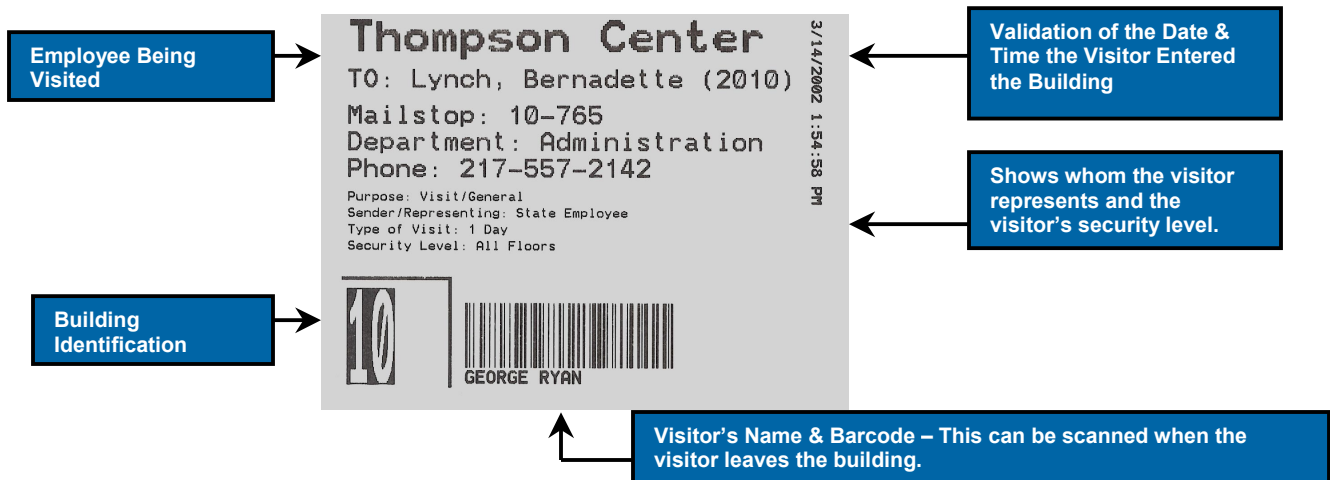 Employee Being
Visited
Thompson Center
TO: Lynch, Bernadette (2010)
Mailstop: 10-765
Department: Administration
Phone: 217-557-2142
Purpose: Visit/General
Sender/Representing: State Employee
Type of Visit: 1 Day
Security Level: All Floors
3/14/2002 1:54:58 PM
Validation of the Date &
Time the Visitor Entered
the Building
Shows whom the visitor
represents and the
visitor’s security level.
Building
Identification
10
GEORGE RYAN
Visitor’s Name & Barcode – This can be scanned when the
visitor leaves the building.